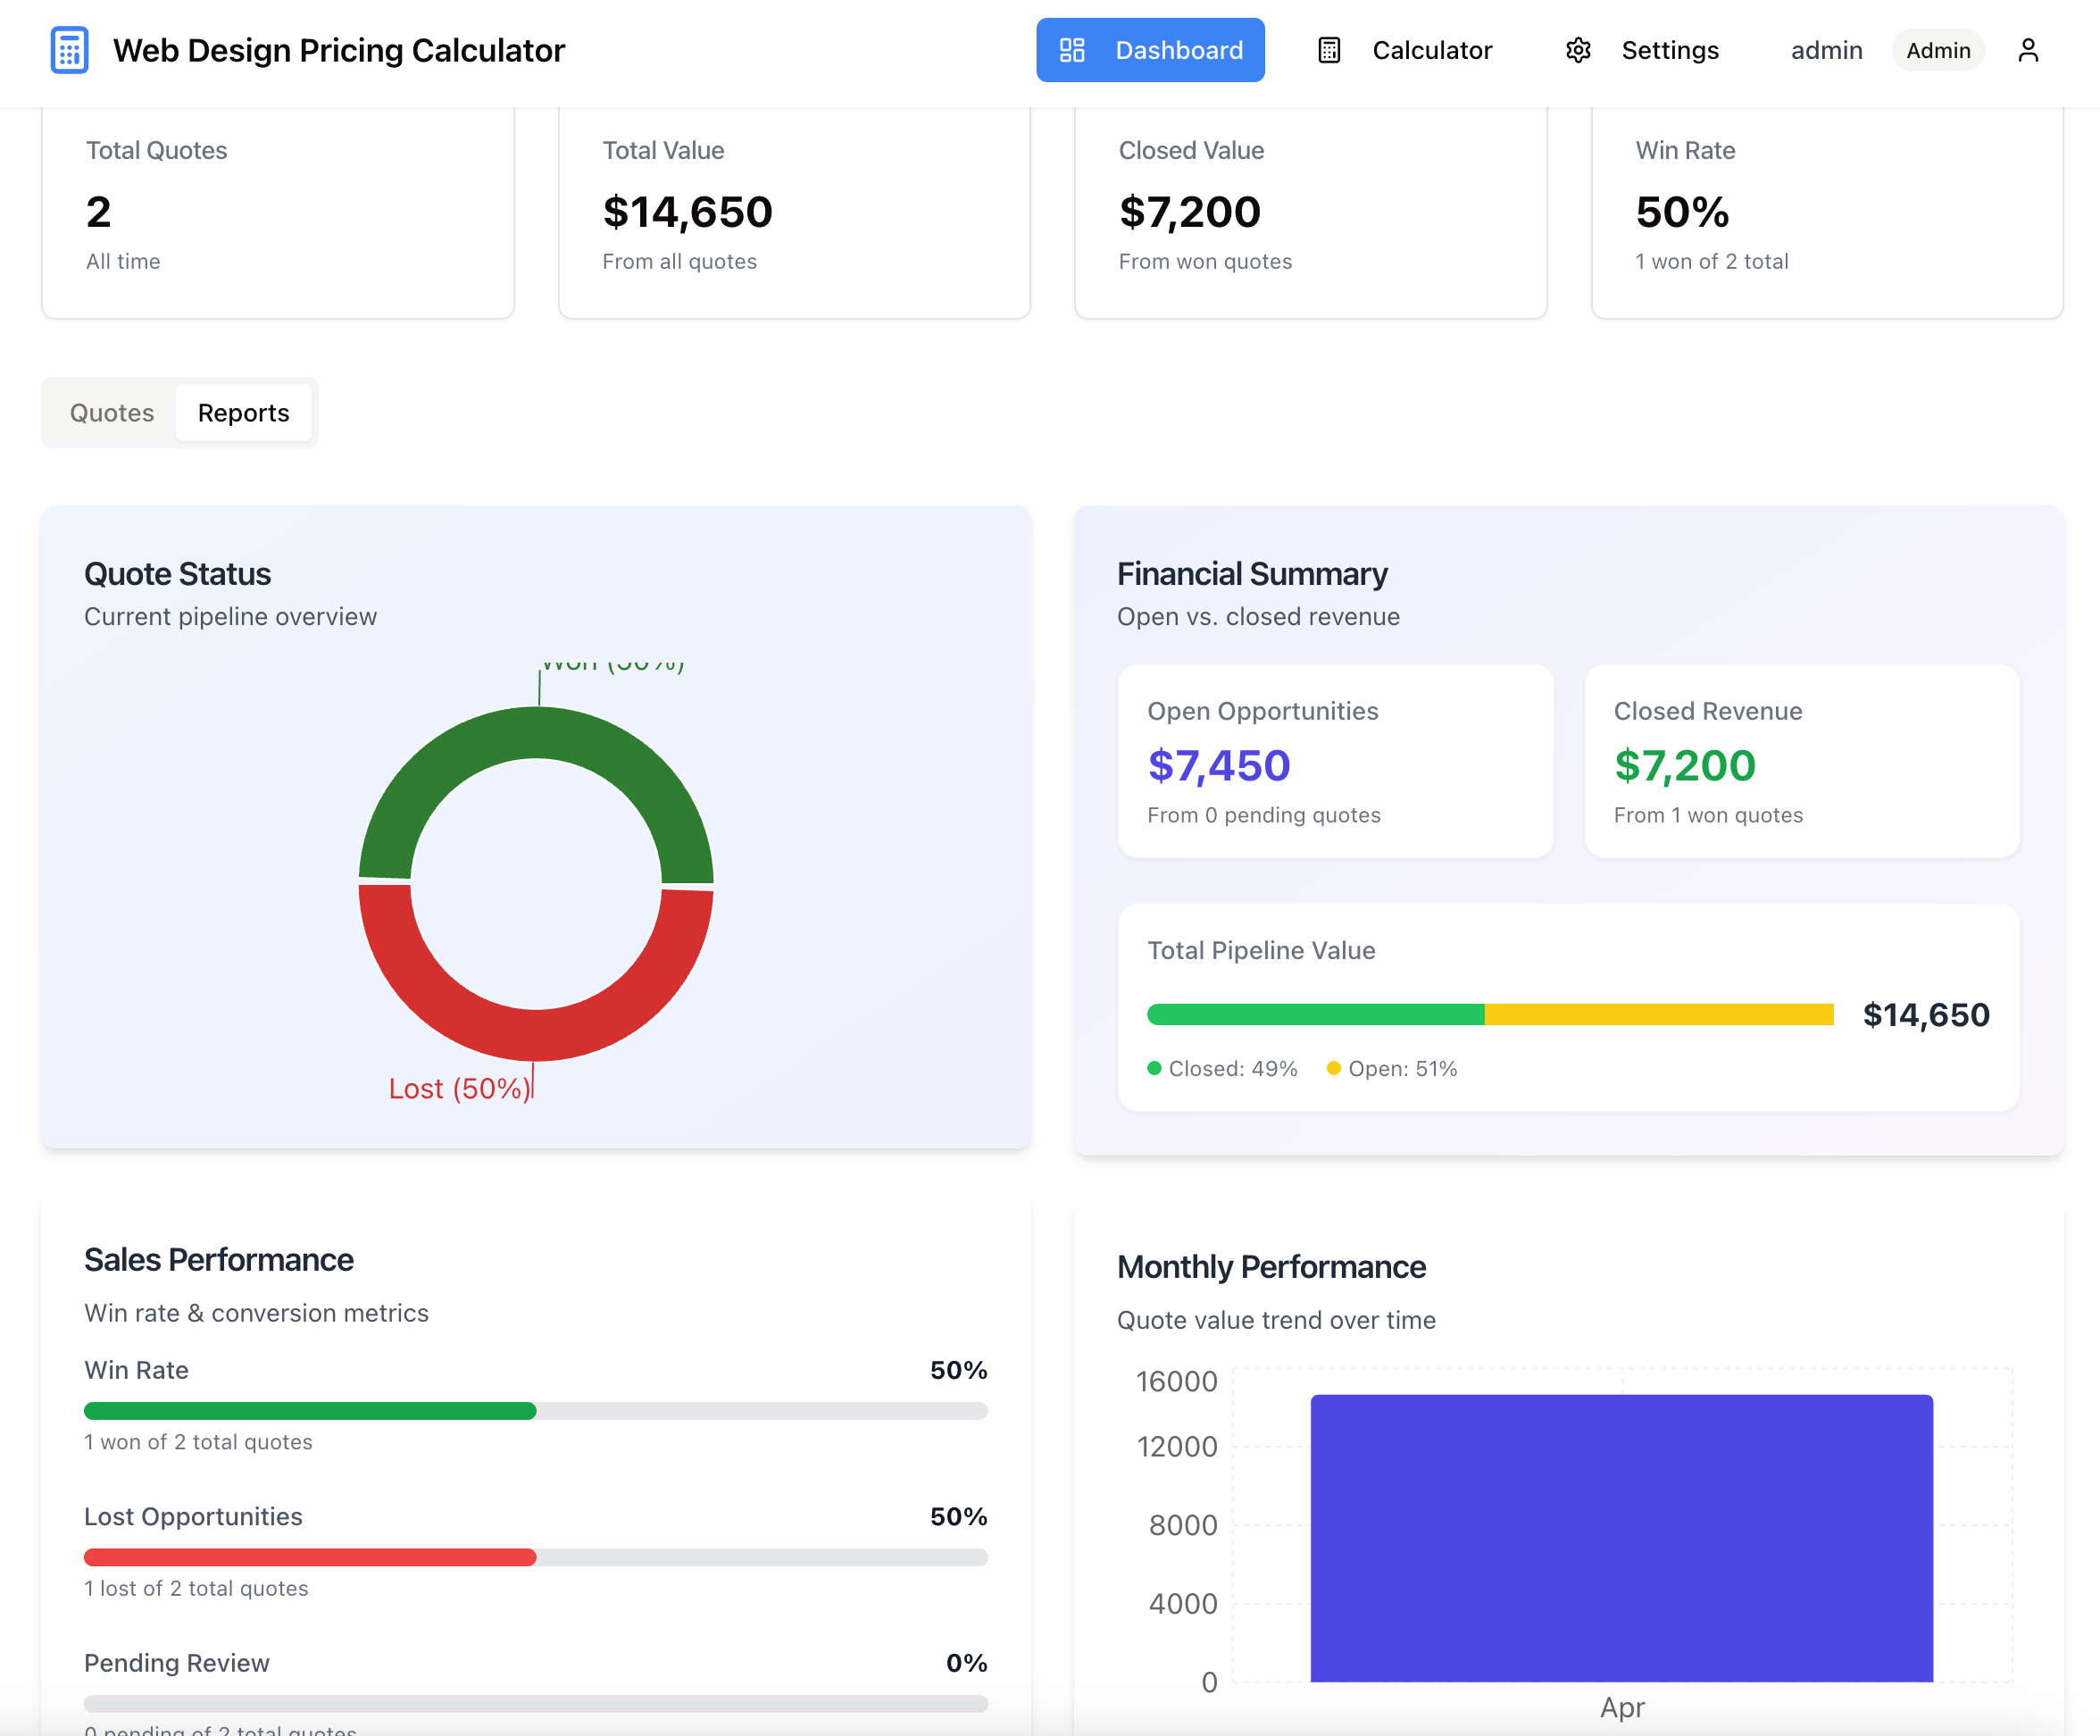 Web Design Pricing Calculator
Dashboard
Calculator
Settings
admin
Admin
Total Quotes
2
All time
Total Value
$14,650
From all quotes
Closed Value
$7,200
From won quotes
Win Rate
50%
1 won of 2 total
Quotes
Reports
Quote Status
Current pipeline overview
Won (50%)
Lost (50%)
Financial Summary
Open vs. closed revenue
Open Opportunities
$7,450
From 0 pending quotes
Closed Revenue
$7,200
From 1 won quotes
Total Pipeline Value
$14,650
Closed: 49%
Open: 51%
Sales Performance
Win rate & conversion metrics
Win Rate
50%
1 won of 2 total quotes
Lost Opportunities
50%
1 lost of 2 total quotes
Pending Review
0%
0 pending of 2 total quotes
Monthly Performance
Quote value trend over time
16000
12000
8000
4000
0
Apr